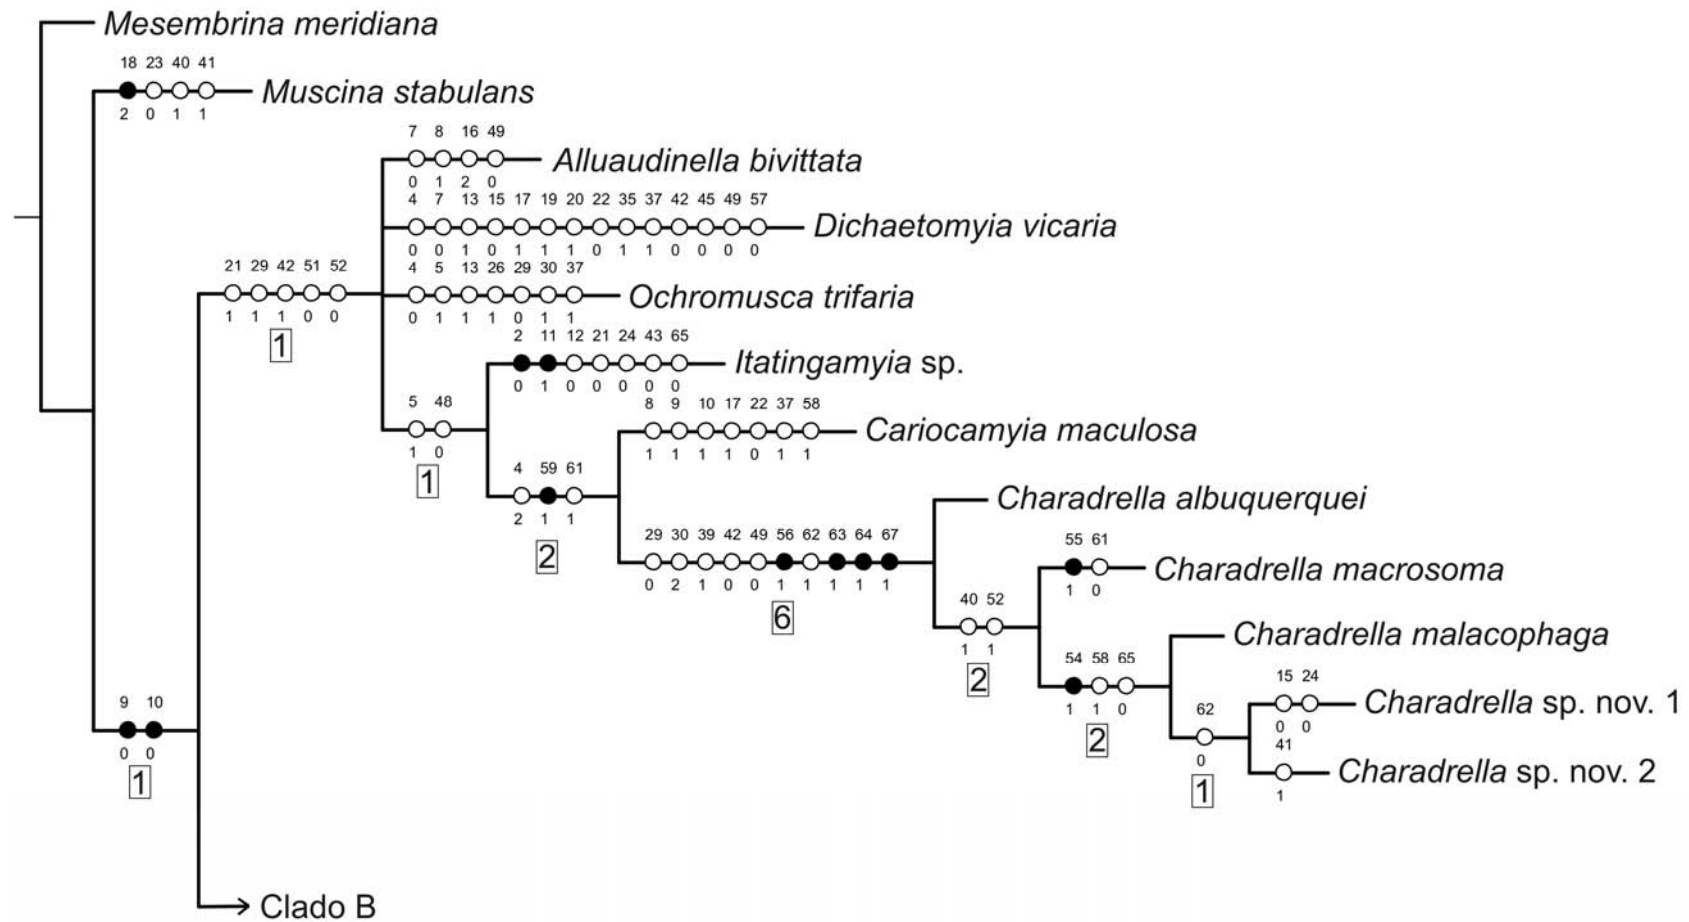 Mesembrina meridiana
18 23 40 41
Muscina stabulans
2 0 1 1
7 8 16 49
Alluaudinella bivittata
0 1 2 0
4 7 13 15 17 19 20 22 35 37 42 45 49 57
Dichaetomyia vicaria
0 0 1 0 1 1 1 0 1 1 0 0 0 0
21 29 42 51 52
4 5 13 26 29 30 37
Ochromusca trifaria
1 1 1 0 0
0 1 1 1 0 1 1
1
2 11 12 21 24 43 65
Itatingamyia sp.
0 1 0 0 0 0 0
5 48
8 9 10 17 22 37 58
Cariocamyia maculosa
1 0
1 1 1 1 0 1 1
1
4 59 61
Charadrella albuquerquei
2 1 1
2
29 30 39 42 49 56 62 63 64 67
55 61
Charadrella macrosoma
0 2 1 0 0 1 1 1 1 1
1 0
6
40 52
Charadrella malacophaga
1 1
2
54 58 65
15 24
Charadrella sp. nov. 1
1 1 0
0 0
2
9 10
62
41
Charadrella sp. nov. 2
0 0
0
1
1
1
Clado B